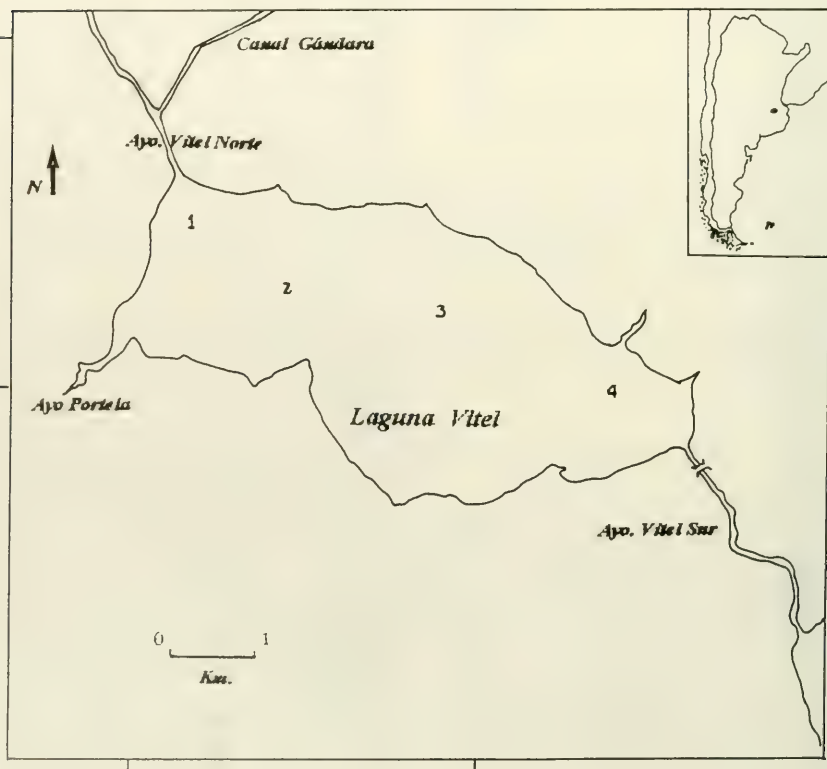 Canal Gándara
Ayo. Vitel Norte
N
1
2
3
4
Ayo Portela
Laguna Vitel
Ayo. Vitel Sur
0 1
Km.